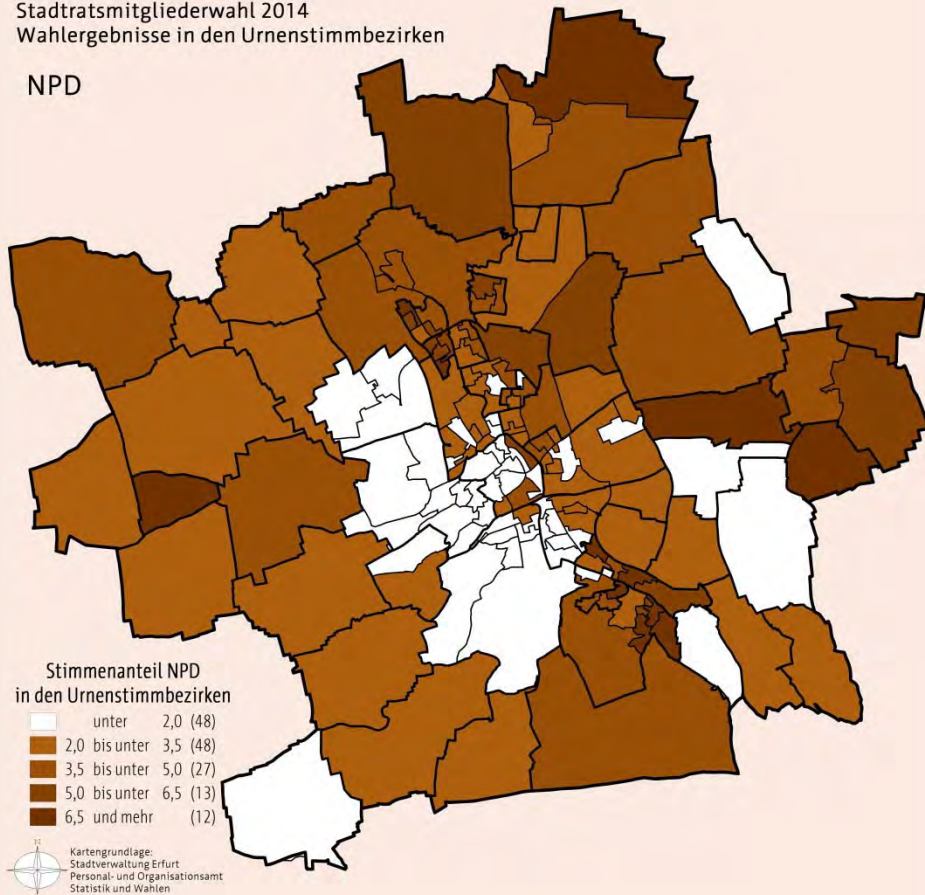 Stadtratsmitgliederwahl 2014
Wahlergebnisse in den Urnenstimmbezirken
NPD
Stimmenanteil NPD
in den Urnenstimmbezirken
unter 2,0 (48)
2,0 bis unter 3,5 (48)
3,5 bis unter 5,0 (27)
5,0 bis unter 6,5 (13)
6,5 und mehr (12)
N
Kartengrundlage:
Stadtverwaltung Erfurt
Personal- und Organisationsamt
Statistik und Wahlen